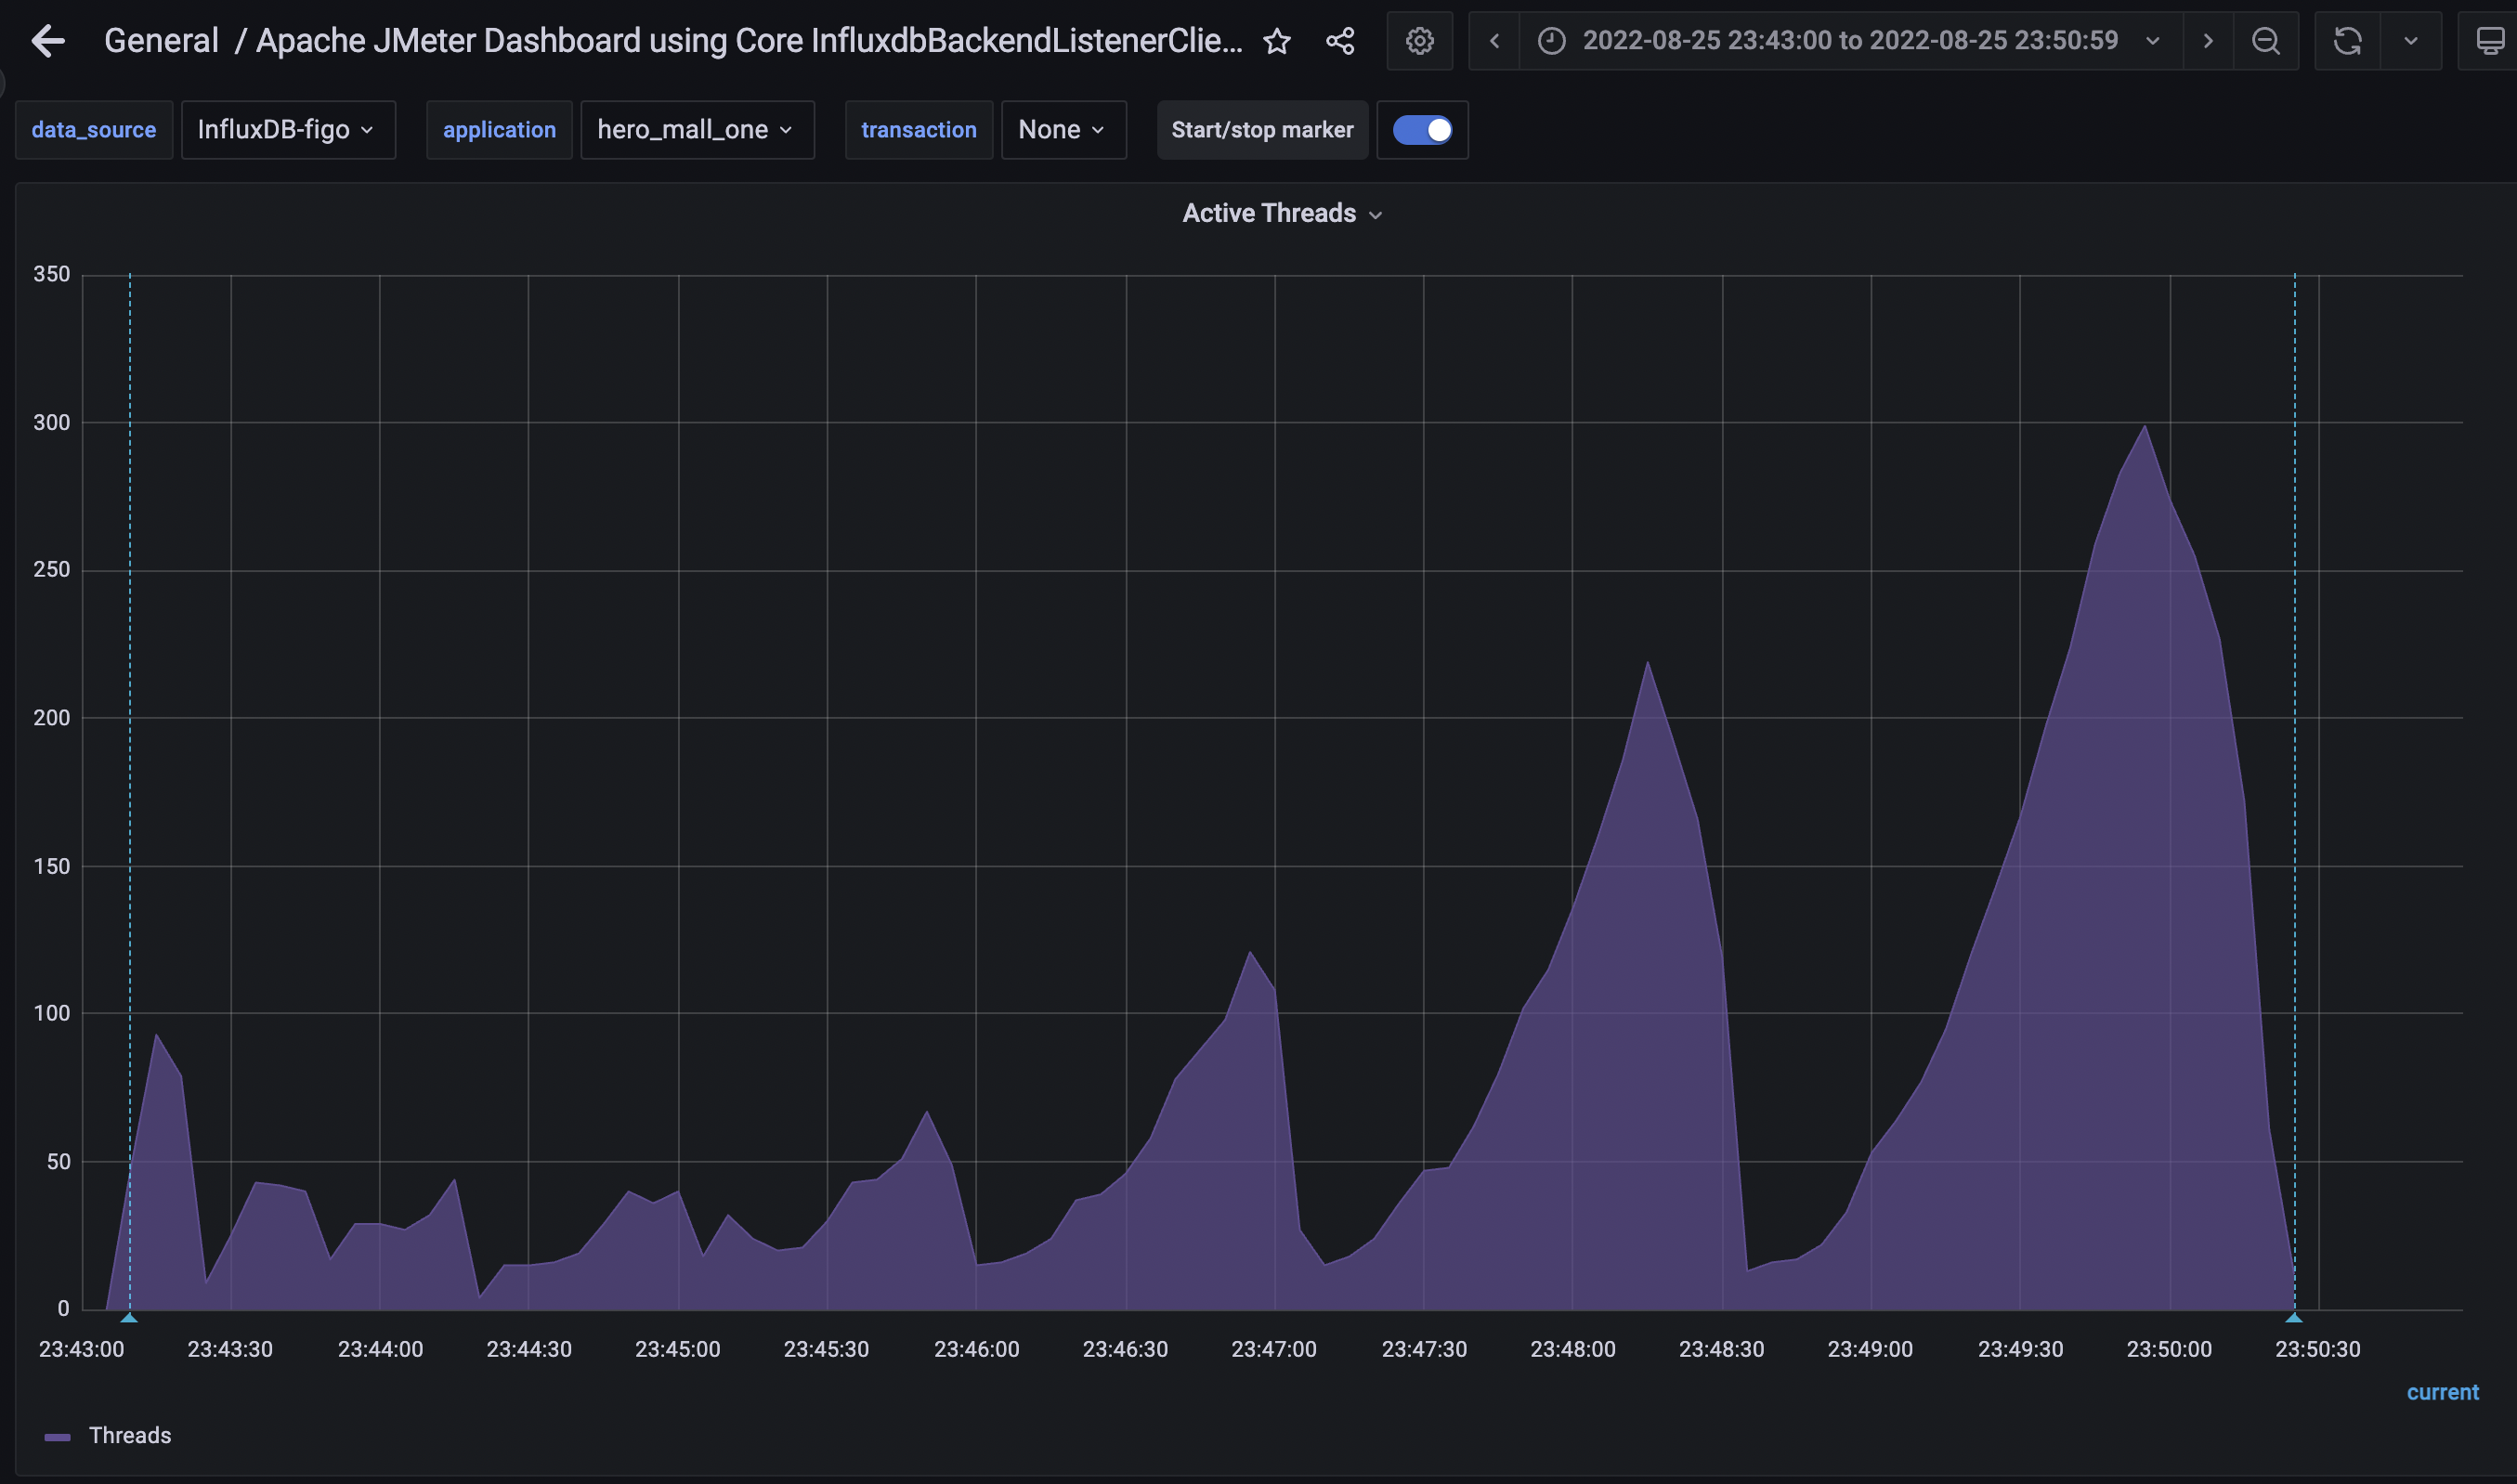 General / Apache JMeter Dashboard using Core InfluxdbBackendListenerClie... 2022-08-25 23:43:00 to 2022-08-25 23:50:59
data_source InfluxDB-figo application hero_mall_one transaction None Start/stop marker
Active Threads
350
300
250
200
150
100
50
0
23:43:00 23:43:30 23:44:00 23:44:30 23:45:00 23:45:30 23:46:00 23:46:30 23:47:00 23:47:30 23:48:00 23:48:30 23:49:00 23:49:30 23:50:00 23:50:30
current
Threads